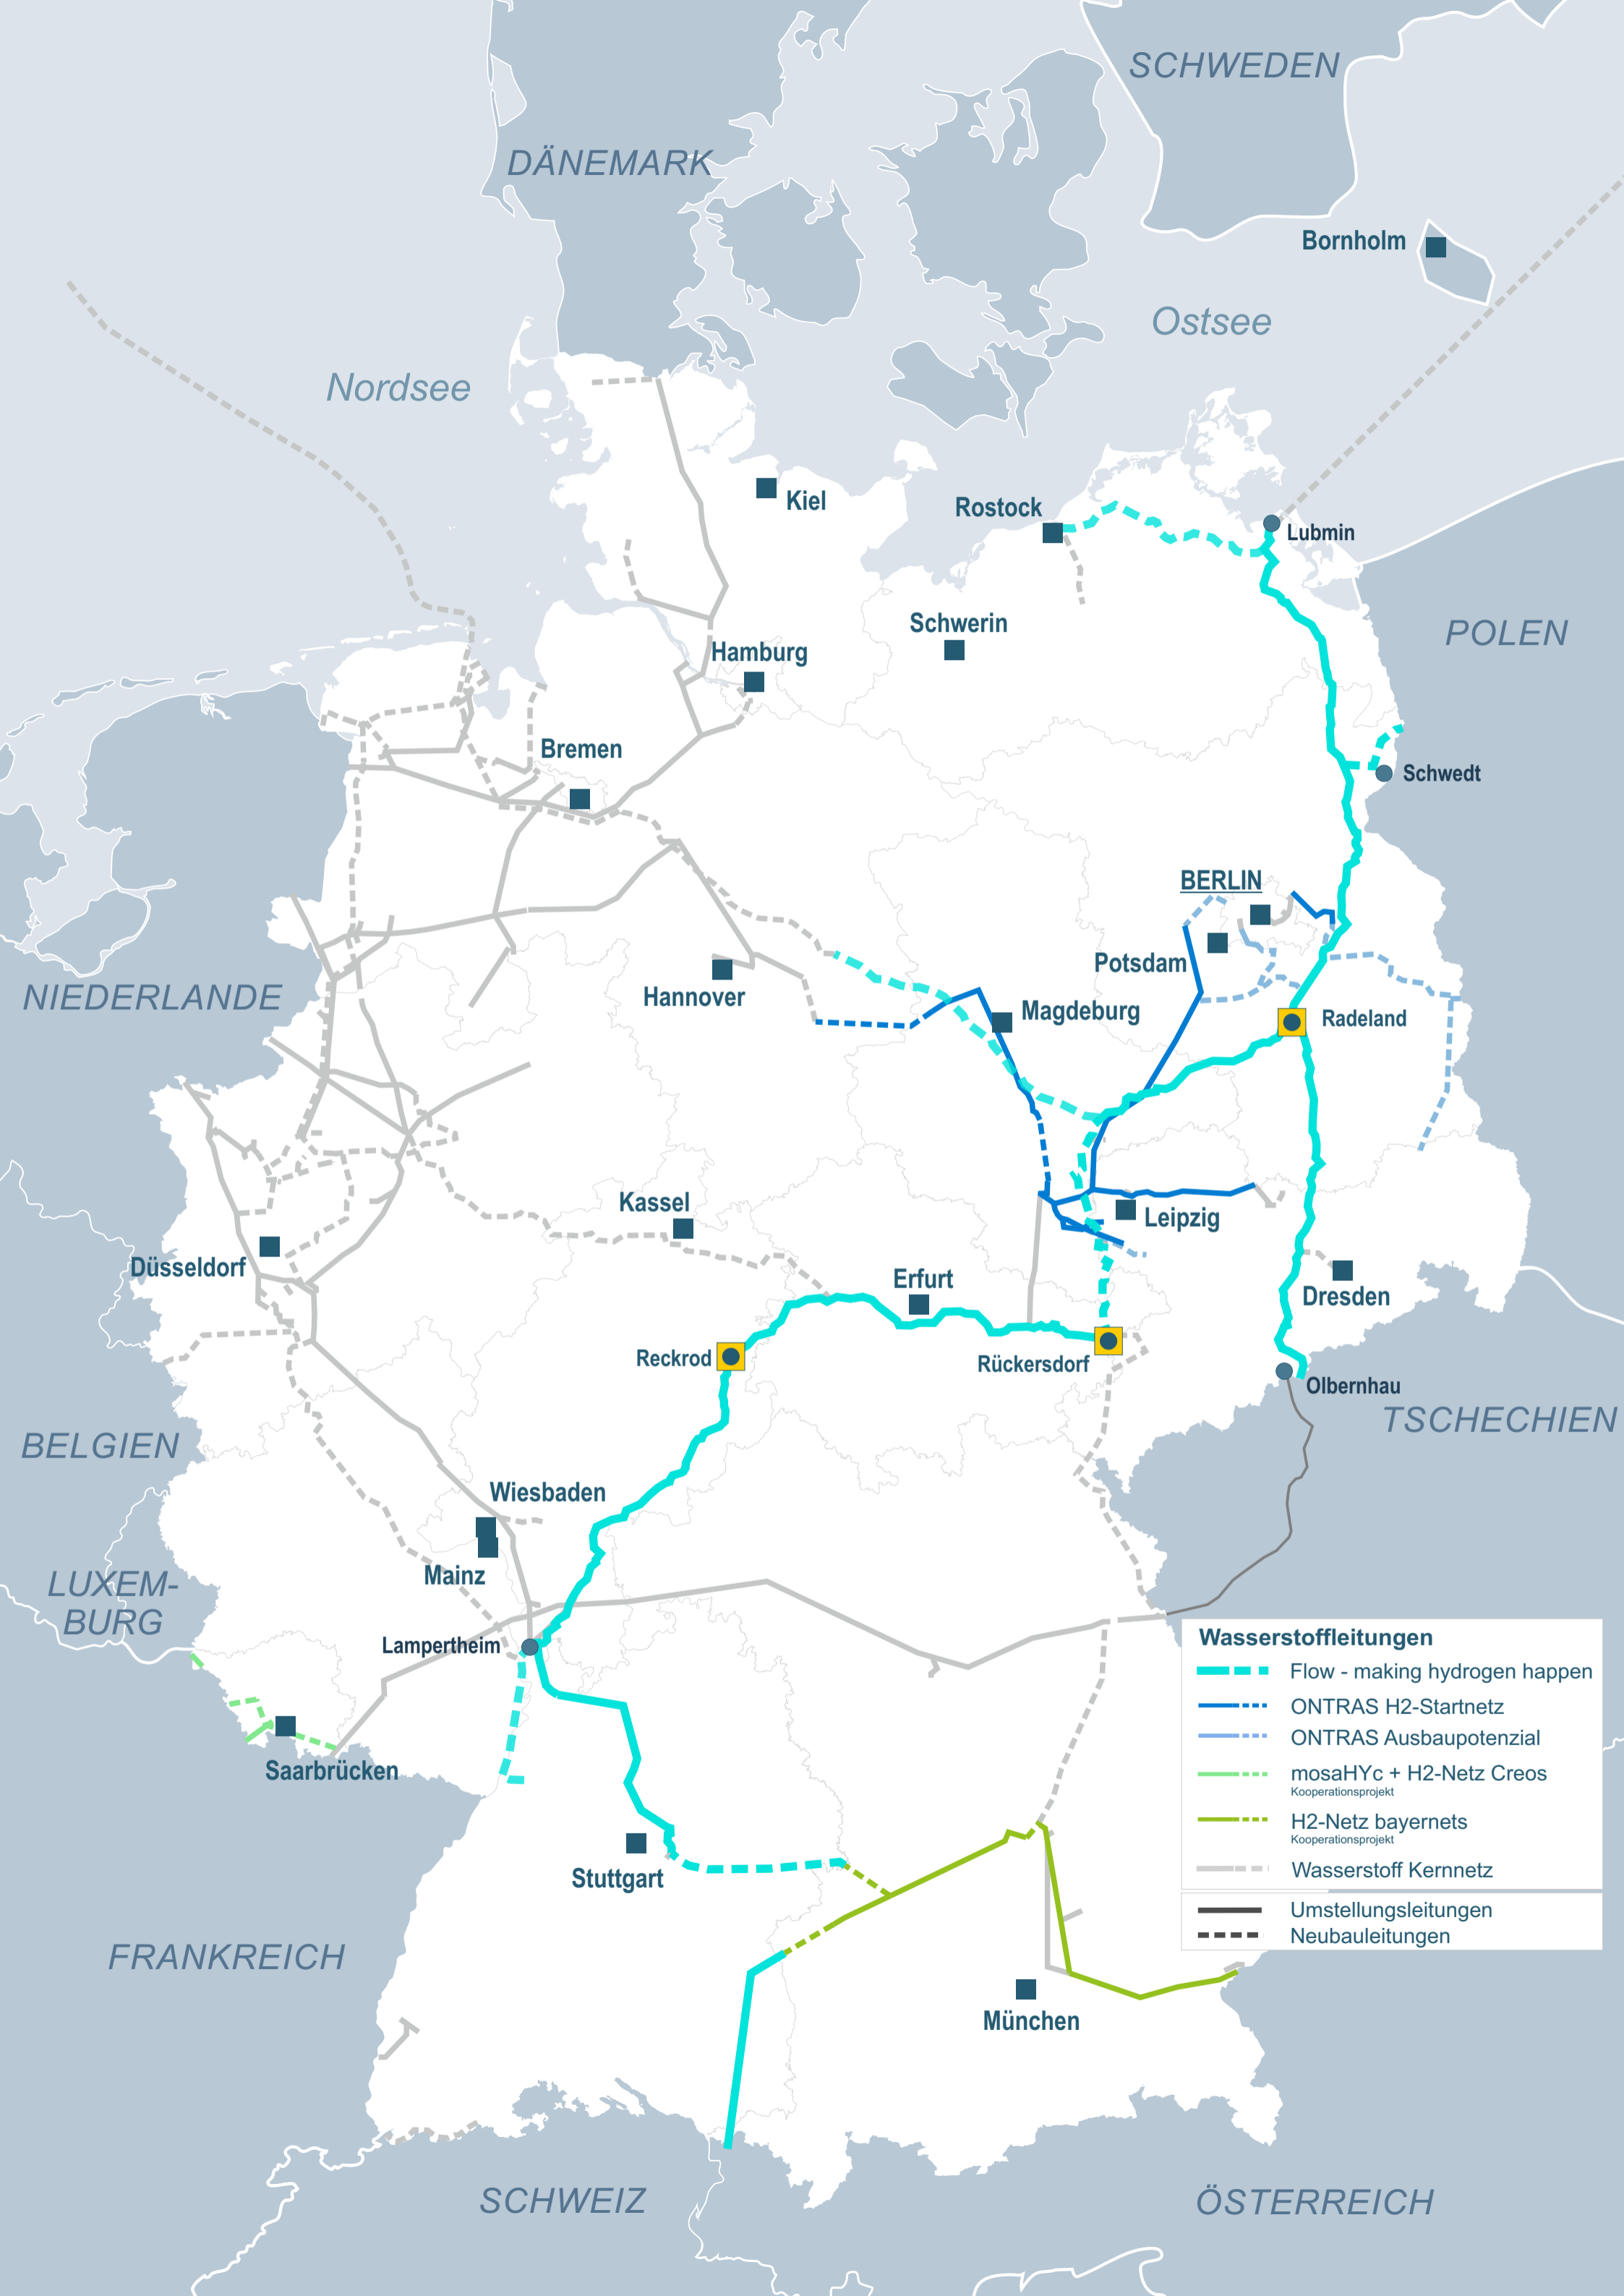 SCHWEDEN
DÄNEMARK
Bornholm
Ostsee
Nordsee
Kiel
Rostock
Lubmin
Schwerin
POLEN
Hamburg
Bremen
Schwedt
BERLIN
Potsdam
Hannover
NIEDERLANDE
Magdeburg
Radeland
Kassel
Leipzig
Düsseldorf
Erfurt
Dresden
Reckrod
Rückersdorf
Olbernhau
TSCHECHIEN
BELGIEN
Wiesbaden
Mainz
LUXEM-
BURG
Lampertheim
Wasserstoffleitungen
Flow - making hydrogen happen
ONTRAS H2-Startnetz
ONTRAS Ausbaupotenzial
mosaHYc + H2-Netz Creos
Kooperationsprojekt
H2-Netz bayernets
Kooperationsprojekt
Wasserstoff Kernnetz
Umstellungsleitungen
Neubauleitungen
Saarbrücken
Stuttgart
FRANKREICH
München
SCHWEIZ
ÖSTERREICH